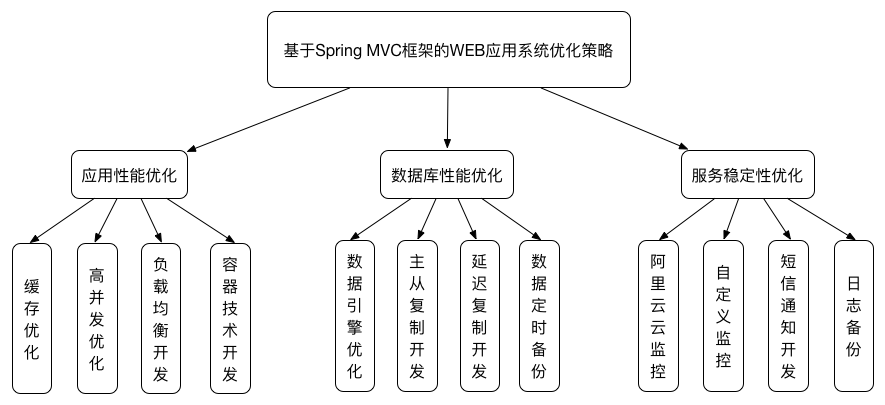 基于Spring MVC框架的WEB应用系统优化策略
应用性能优化
数据库性能优化
服务稳定性优化
缓存优化
高并发优化
负载均衡开发
容器技术开发
数据引擎优化
主从复制开发
延迟复制开发
数据定时备份
阿里云云监控
自定义监控
短信通知开发
日志备份